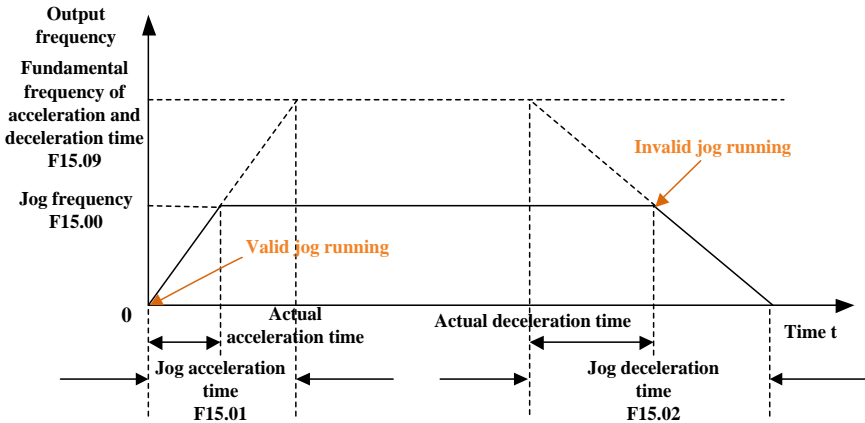 Output
frequency
Fundamental
frequency of
acceleration and
deceleration time
F15.09
Invalid jog running
Jog frequency
F15.00
Valid jog running
0
Actual
acceleration time
Actual deceleration time
Time t
Jog acceleration
time
F15.01
Jog deceleration
time
F15.02